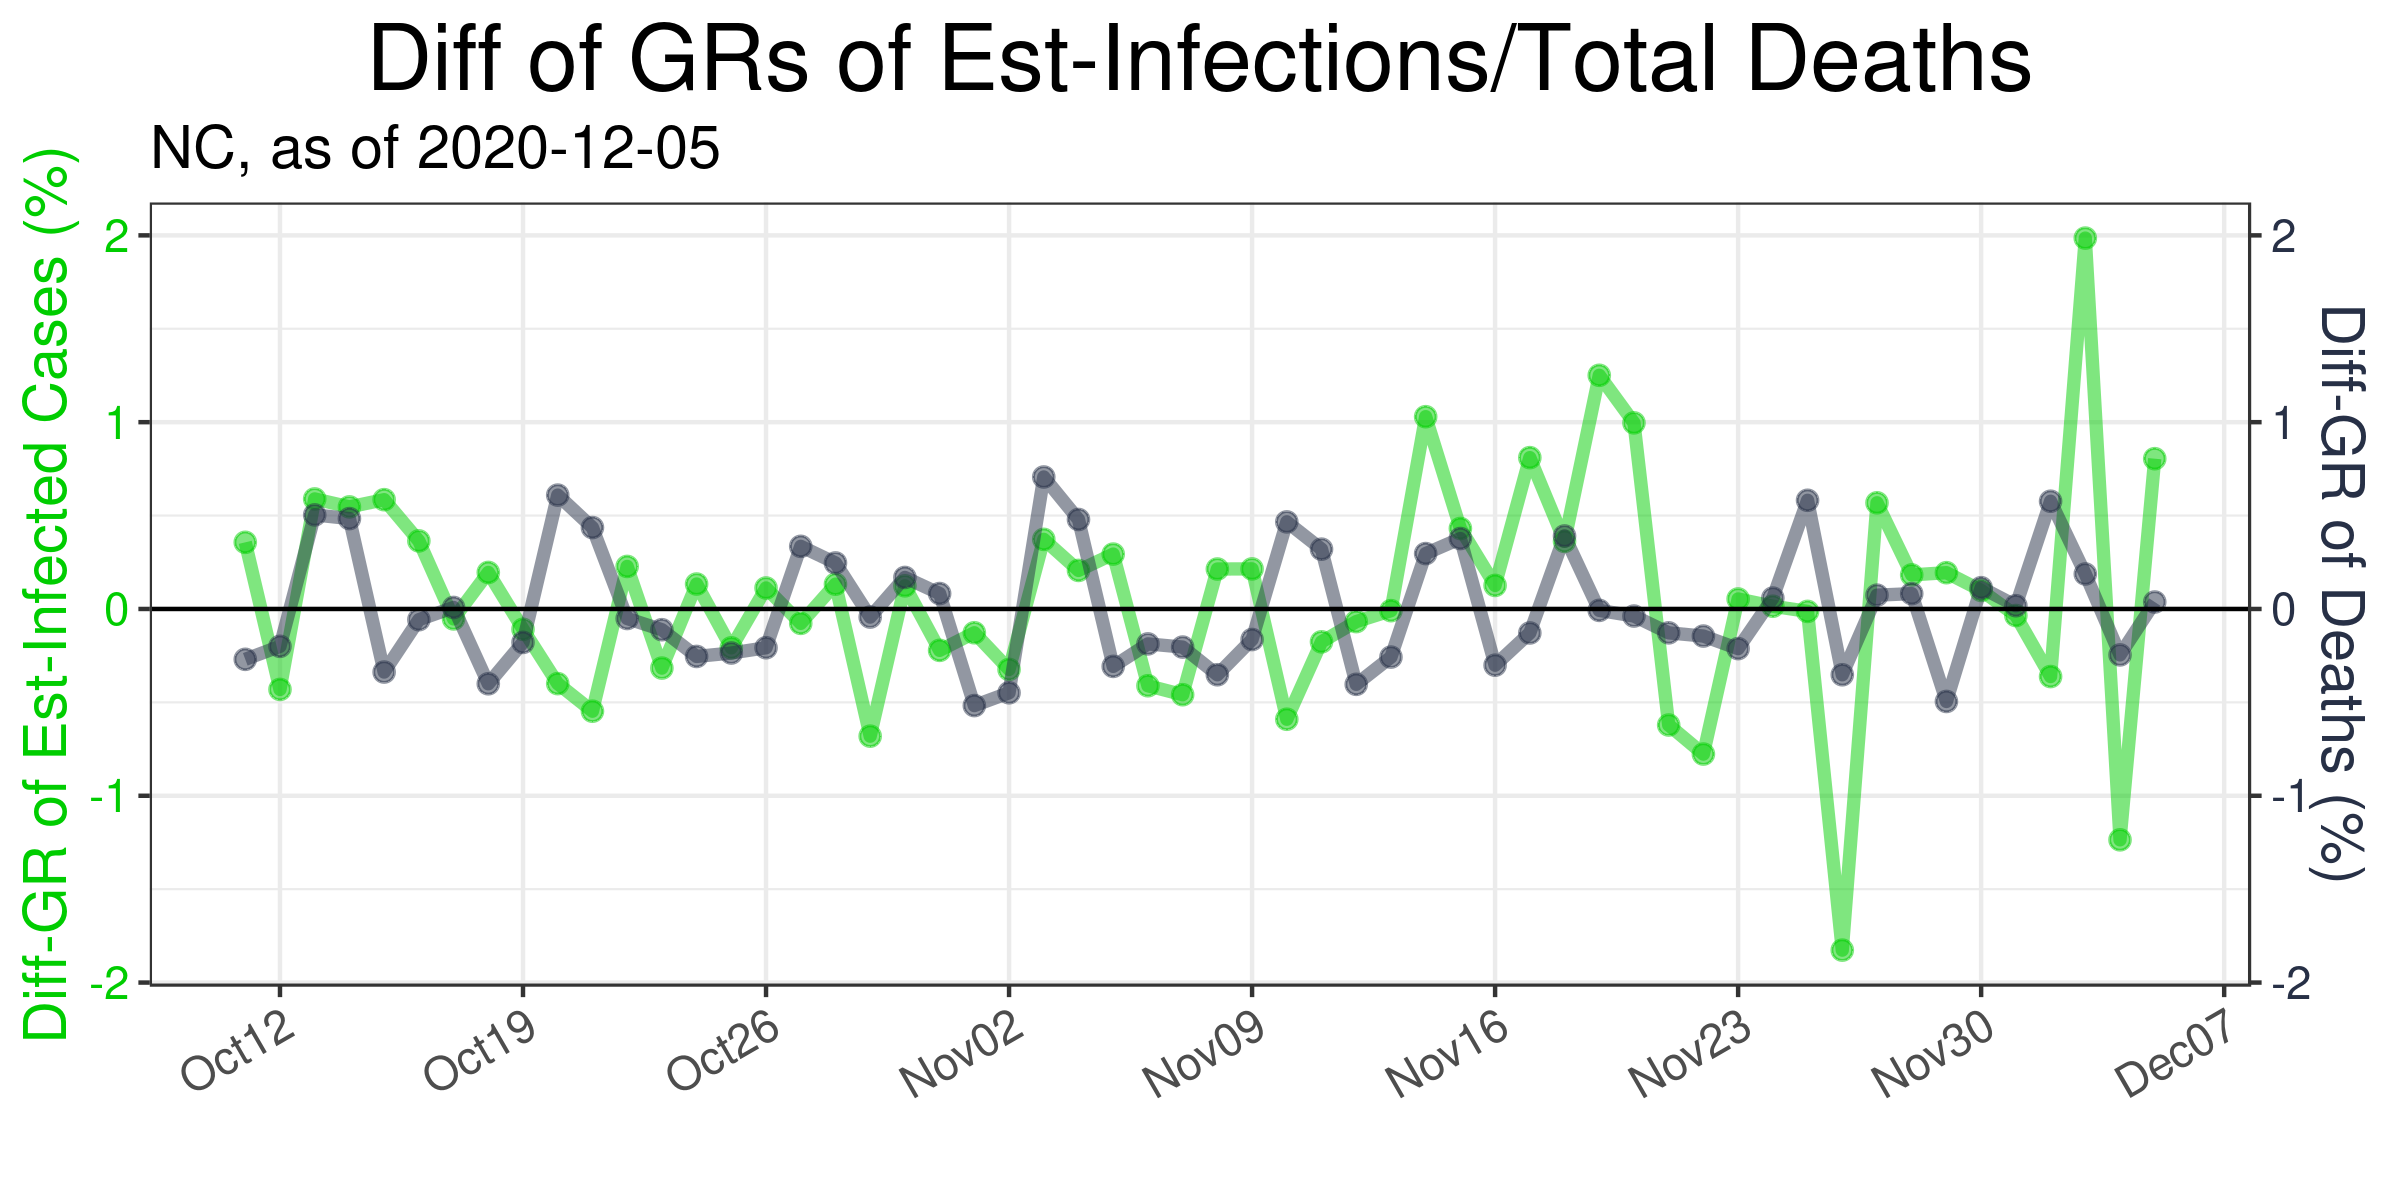 Diff of GRs of Est-Infections/Total Deaths
NC, as of 2020-12-05
Diff-GR of Est-Infected Cases (%)
2
1
0
-1
-2
2
1
0
-1
-2
Diff-GR of Deaths (%)
Oct12
Oct19
Oct26
Nov02
Nov09
Nov16
Nov23
Nov30
Dec07